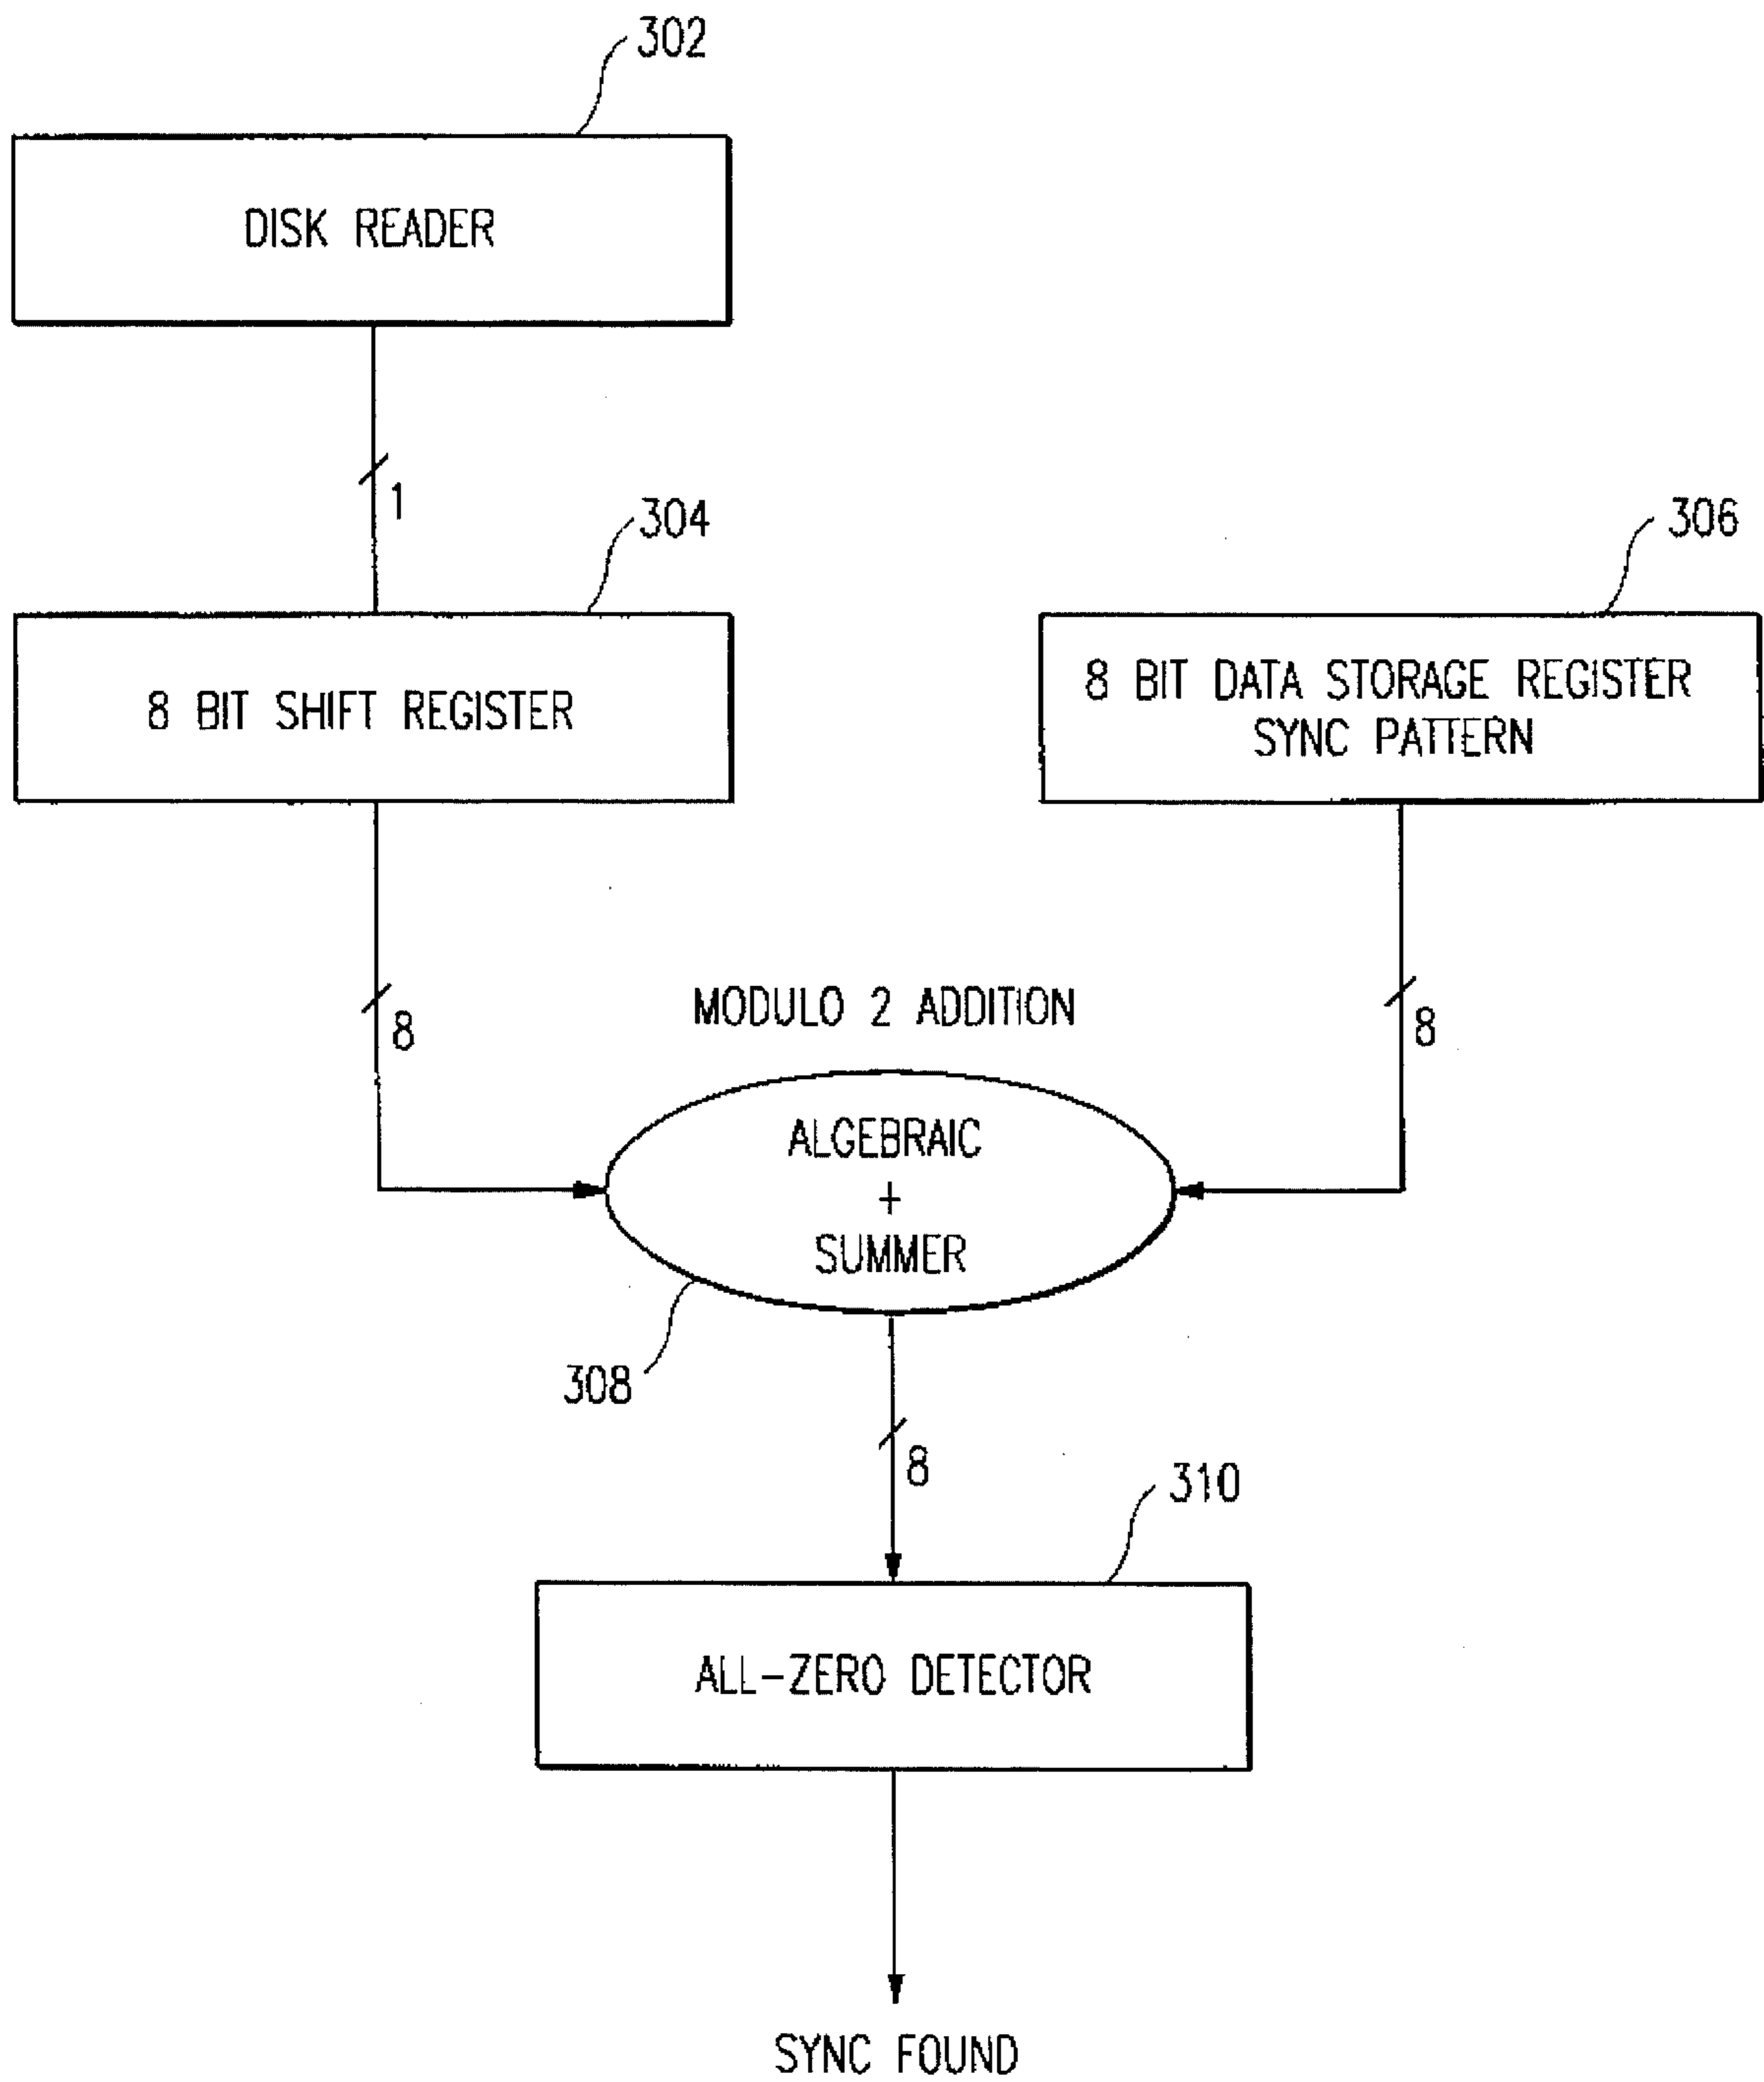 302
DISK READER
1
304
306
8 BIT SHIFT REGISTER
8 BIT DATA STORAGE REGISTER
SYNC PATTERN
MODULO 2 ADDITION
8
8
ALGEBRAIC
+
SUMMER
308
8
310
ALL-ZERO DETECTOR
SYNC FOUND